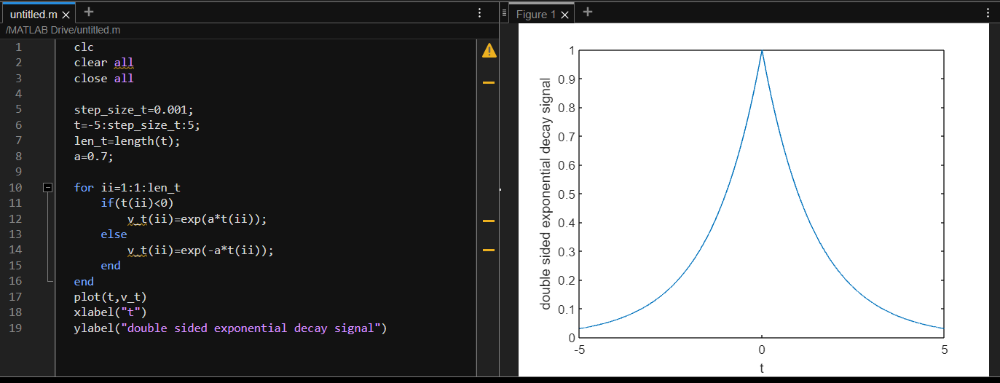 untitled.m
/MATLAB Drive/untitled.m
1 clc
2 clear all
3 close all
4
5 step_size_t=0.001;
6 t=-5:step_size_t:5;
7 len_t=length(t);
8 a=0.7;
9
10 for ii=1:1:len_t
11 if(t(ii)<0)
12 v_t(ii)=exp(a*t(ii));
13 else
14 v_t(ii)=exp(-a*t(ii));
15 end
16 end
17 plot(t,v_t)
18 xlabel("t")
19 ylabel("double sided exponential decay signal")
Figure 1
double sided exponential decay signal
1
0.9
0.8
0.7
0.6
0.5
0.4
0.3
0.2
0.1
0
-5 0 5
t